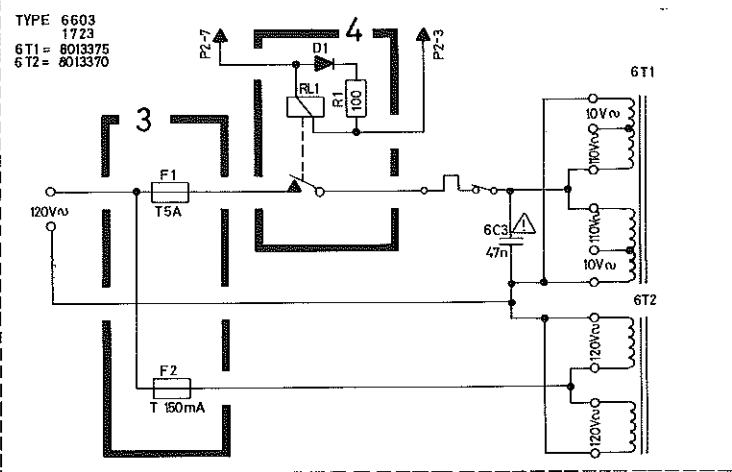 TYPE 6603
1723
6T1 = 8013375
6T2 = 8013370
P2-7
4
D1
P2-3
RL1
R1
100
6T1
10V~
110V~
3
F1
T5A
120V~
6C3
47n
110V~
10V~
6T2
120V~
F2
T 150mA
120V~